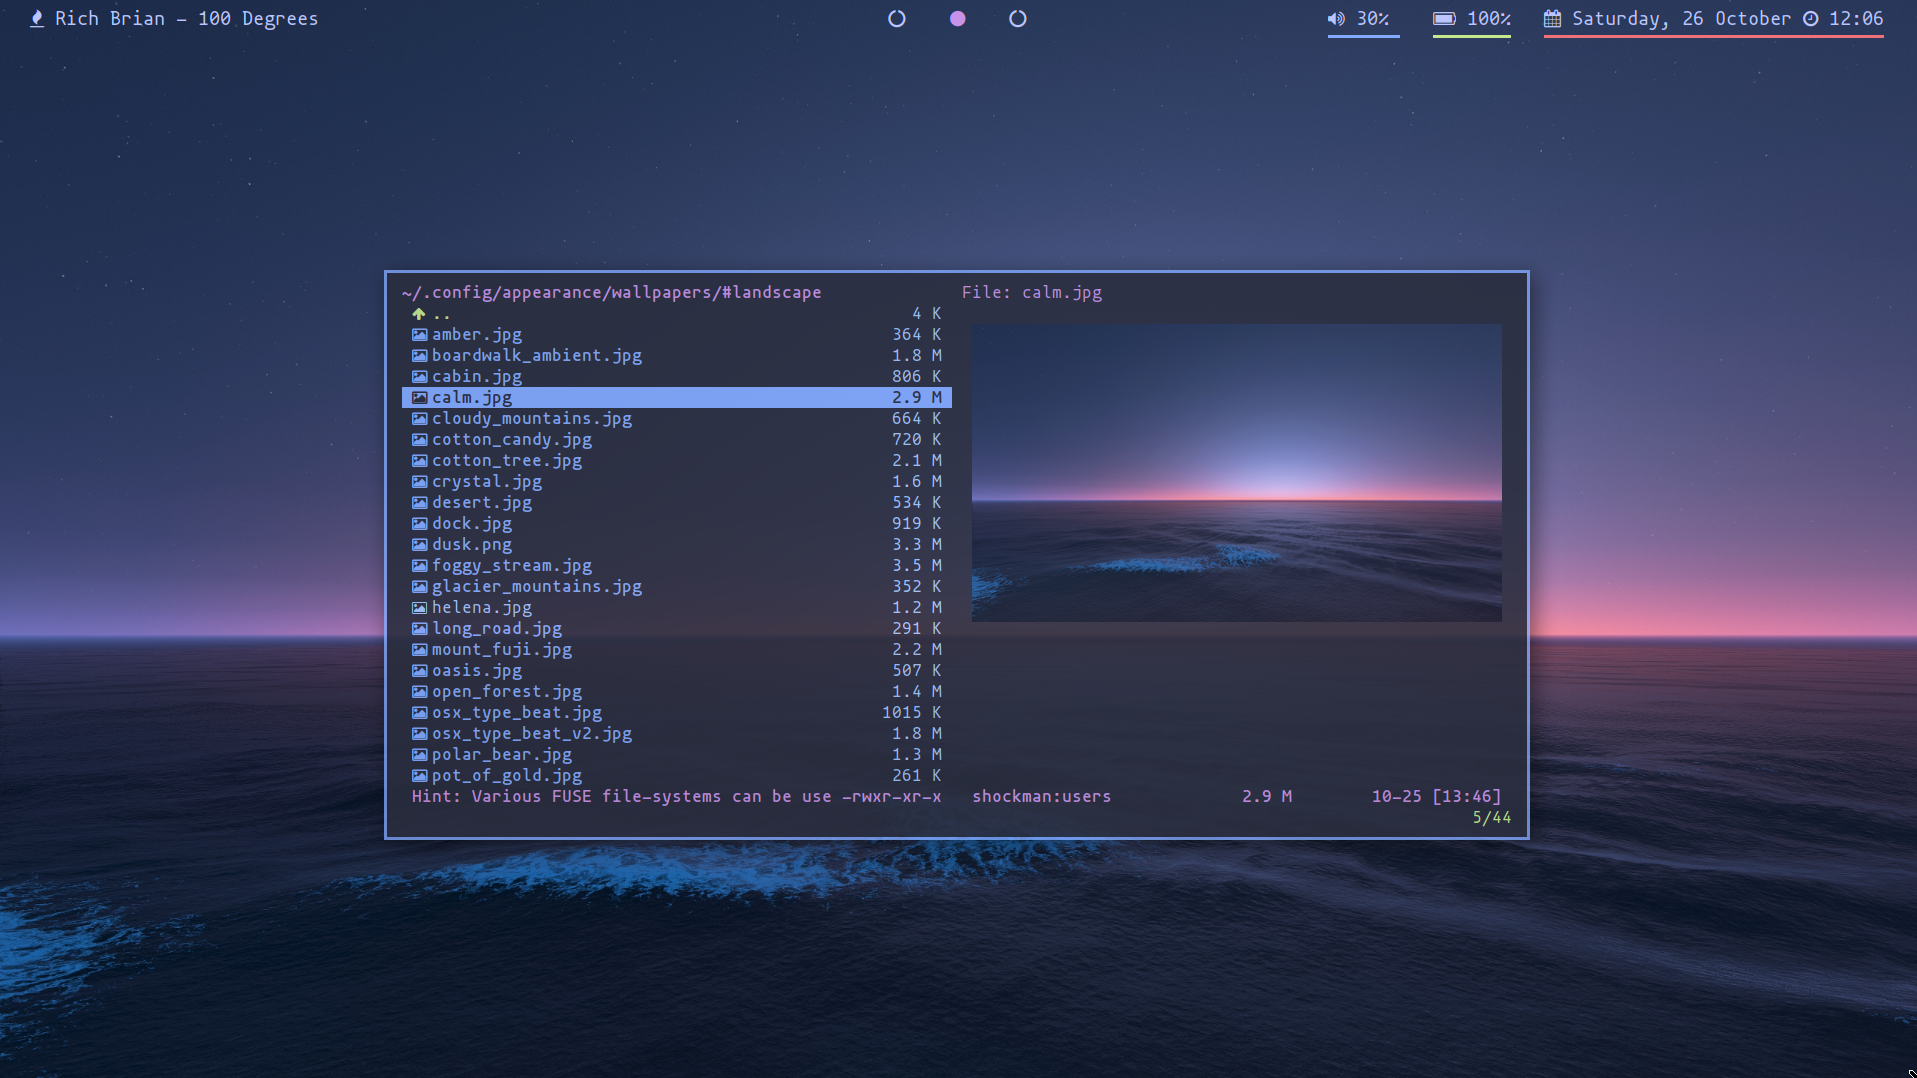 Rich Brian – 100 Degrees
30%
100%
Saturday, 26 October 12:06
~/.config/appearance/wallpapers/#landscape
File: calm.jpg
.. 4 K
amber.jpg 364 K
boardwalk_ambient.jpg 1.8 M
cabin.jpg 806 K
calm.jpg 2.9 M
cloudy_mountains.jpg 664 K
cotton_candy.jpg 720 K
cotton_tree.jpg 2.1 M
crystal.jpg 1.6 M
desert.jpg 534 K
dock.jpg 919 K
dusk.png 3.3 M
foggy_stream.jpg 3.5 M
glacier_mountains.jpg 352 K
helena.jpg 1.2 M
long_road.jpg 291 K
mount_fuji.jpg 2.2 M
oasis.jpg 507 K
open_forest.jpg 1.4 M
osx_type_beat.jpg 1015 K
osx_type_beat_v2.jpg 1.8 M
polar_bear.jpg 1.3 M
pot_of_gold.jpg 261 K
Hint: Various FUSE file-systems can be use -rwxr-xr-x shockman:users 2.9 M 10-25 [13:46]
5/44